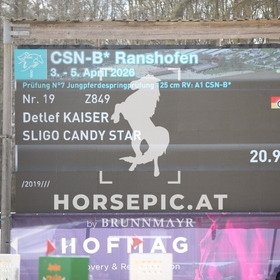 CSN-B* Ranshofen
3. - 5. April 2026
Prüfung N°7 Jungpferdespringprüfung 125 cm RV: A1 CSN-B*
Nr. 19 Z849
Detlef KAISER
SLIGO CANDY STAR
20.9
/2019///
HORSEPIC.AT
by BRUNNMAYR
HOFMAG